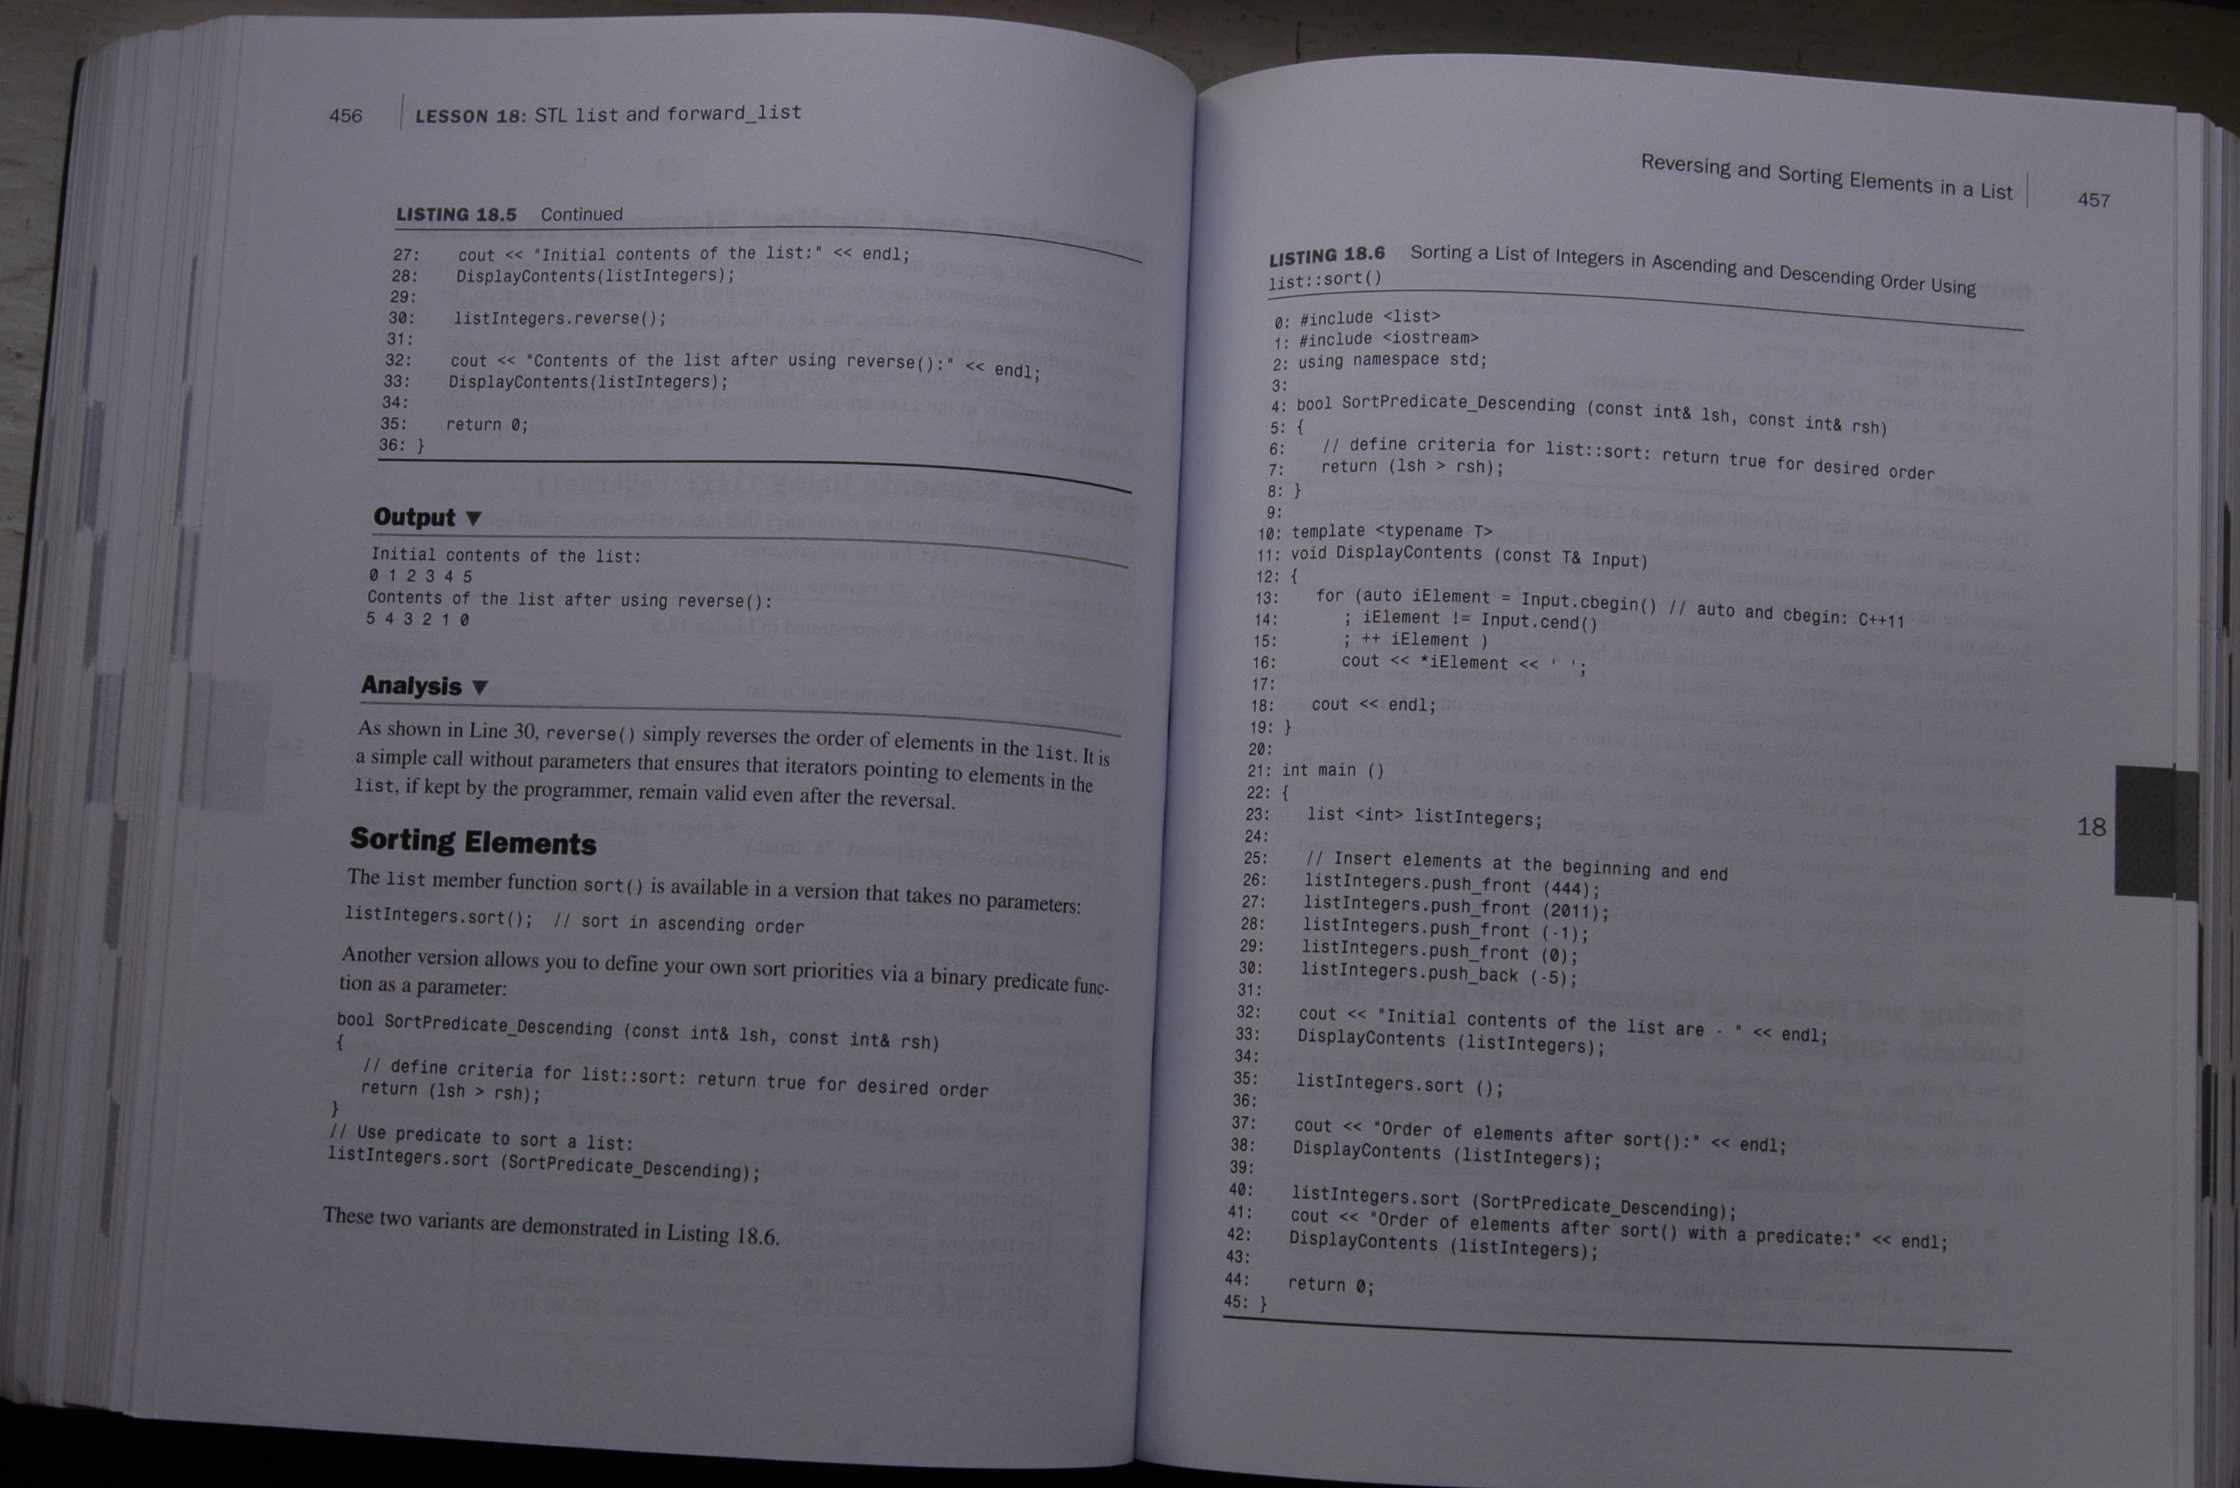 456 LESSON 18: STL list and forward_list
LISTING 18.5 Continued
27: cout << "Initial contents of the list:" << endl;
28: DisplayContents(listIntegers);
29:
30: listIntegers.reverse();
31:
32: cout << "Contents of the list after using reverse():" << endl;
33: DisplayContents(listIntegers);
34:
35: return 0;
36: }
Output ▼
Initial contents of the list:
0 1 2 3 4 5
Contents of the list after using reverse():
5 4 3 2 1 0
Analysis ▼
As shown in Line 30, reverse() simply reverses the order of elements in the list. It is
a simple call without parameters that ensures that iterators pointing to elements in the
list, if kept by the programmer, remain valid even after the reversal.
Sorting Elements
The list member function sort() is available in a version that takes no parameters:
listIntegers.sort(); // sort in ascending order
Another version allows you to define your own sort priorities via a binary predicate func-
tion as a parameter:
bool SortPredicate_Descending (const int& lsh, const int& rsh)
{
// define criteria for list::sort: return true for desired order
return (lsh > rsh);
}
// Use predicate to sort a list:
listIntegers.sort (SortPredicate_Descending);
These two variants are demonstrated in Listing 18.6.
Reversing and Sorting Elements in a List 457
LISTING 18.6 Sorting a List of Integers in Ascending and Descending Order Using
list::sort()
0: #include <list>
1: #include <iostream>
2: using namespace std;
3:
4: bool SortPredicate_Descending (const int& lsh, const int& rsh)
5: {
6: // define criteria for list::sort: return true for desired order
7: return (lsh > rsh);
8: }
9:
10: template <typename T>
11: void DisplayContents (const T& Input)
12: {
13: for (auto iElement = Input.cbegin() // auto and cbegin: C++11
14: ; iElement != Input.cend()
15: ; ++ iElement )
16: cout << *iElement << ' ';
17:
18: cout << endl;
19: }
20:
21: int main ()
22: {
23: list <int> listIntegers;
24:
25: // Insert elements at the beginning and end
26: listIntegers.push_front (444);
27: listIntegers.push_front (2011);
28: listIntegers.push_front (-1);
29: listIntegers.push_front (0);
30: listIntegers.push_back (-5);
31:
32: cout << "Initial contents of the list are - " << endl;
33: DisplayContents (listIntegers);
34:
35: listIntegers.sort ();
36:
37: cout << "Order of elements after sort():" << endl;
38: DisplayContents (listIntegers);
39:
40: listIntegers.sort (SortPredicate_Descending);
41: cout << "Order of elements after sort() with a predicate:" << endl;
42: DisplayContents (listIntegers);
43:
44: return 0;
45: }
18